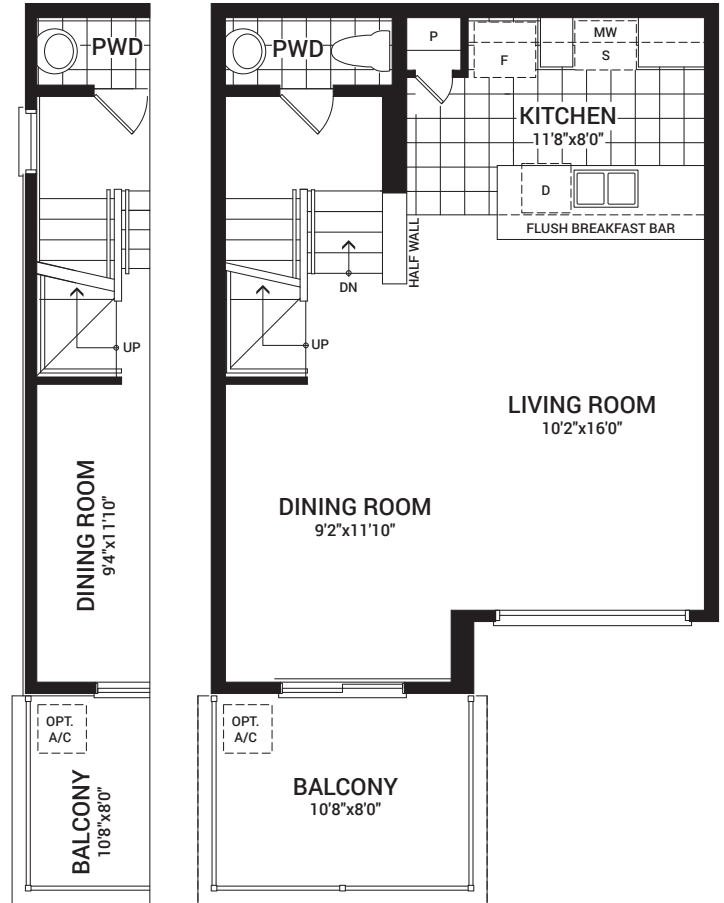 PWD
DINING ROOM
9'4"x11'10"
UP
OPT.
A/C
BALCONY
10'8"x8'0"
PWD
P
F
MW
S
KITCHEN
11'8"x8'0"
D
FLUSH BREAKFAST BAR
HALF WALL
DN
UP
LIVING ROOM
10'2"x16'0"
DINING ROOM
9'2"x11'10"
OPT.
A/C
BALCONY
10'8"x8'0"